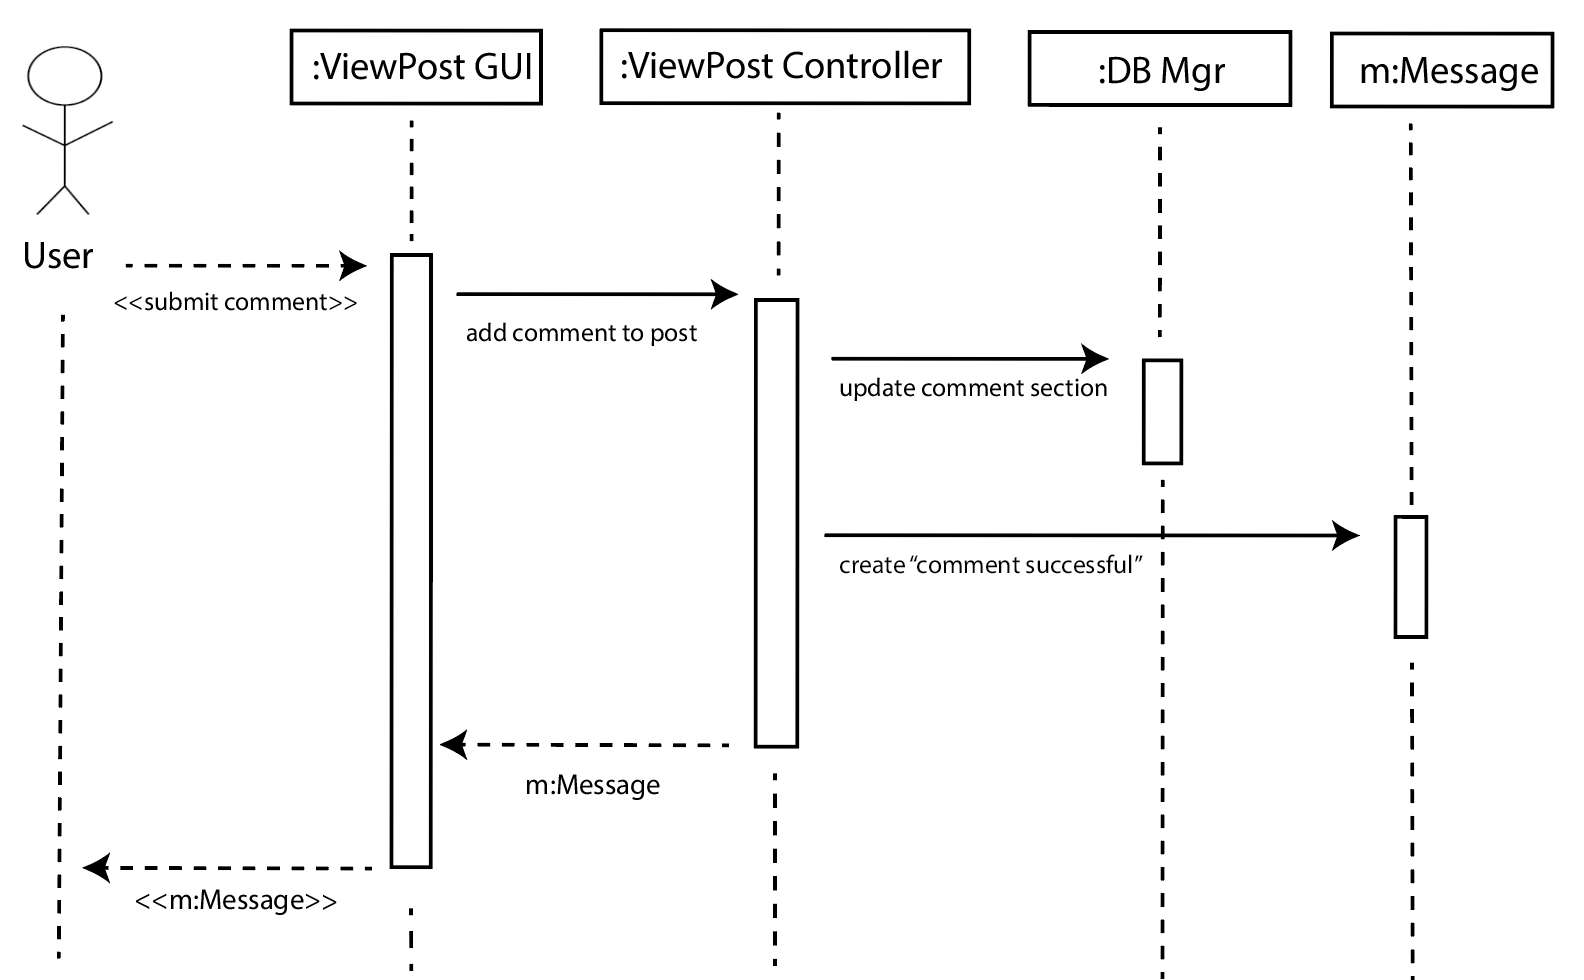 :ViewPost GUI
:ViewPost Controller
:DB Mgr
m:Message
User
<<submit comment>>
add comment to post
update comment section
create “comment successful”
m:Message
<<m:Message>>